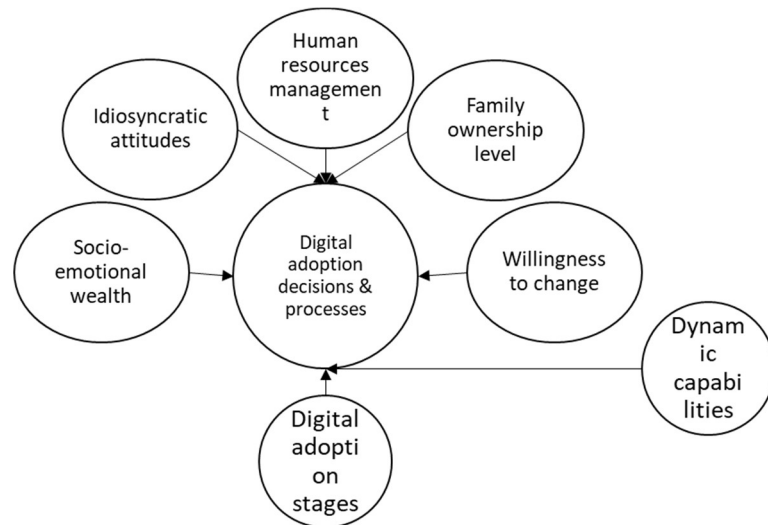 Human
resources
managemen
t
Idiosyncratic
attitudes
Family
ownership
level
Socio-
emotional
wealth
Digital
adoption
decisions &
processes
Willingness
to change
Dynam
ic
capabi
lities
Digital
adopti
on
stages